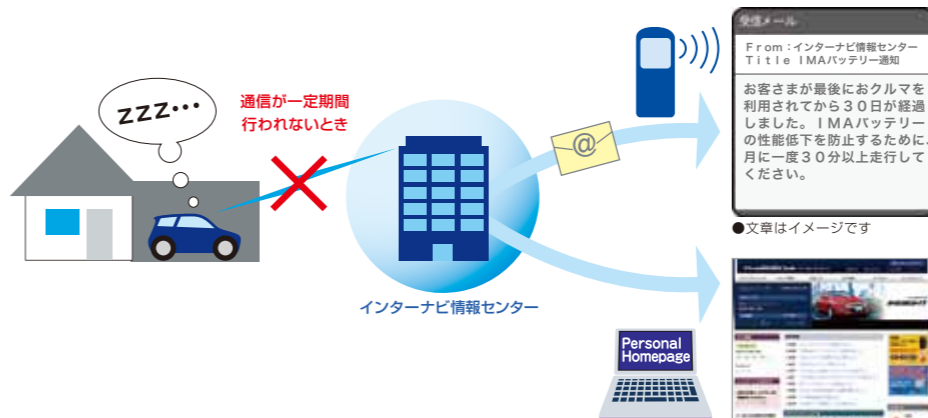 zzz…
通信が一定期間
行われないとき
インターナビ情報センター
@
受信メール
From：インターナビ情報センター
Title IMAバッテリー通知
お客さまが最後におクルマを
利用されてから30日が経過
しました。IMAバッテリー
の性能低下を防止するために、
月に一度30分以上走行して
ください。
●文章はイメージです
Personal
Homepage